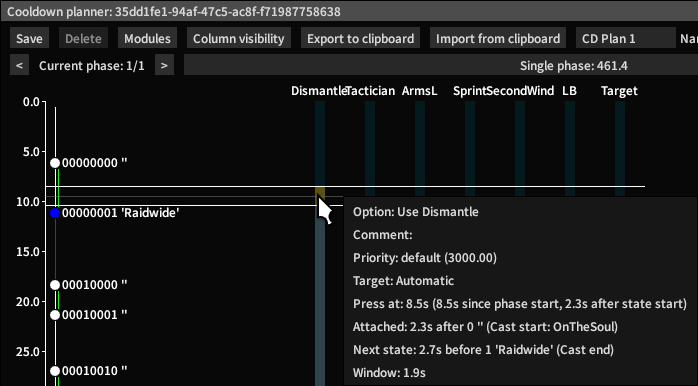 Cooldown planner: 35dd1fe1-94af-47c5-ac8f-f71987758638
Save Delete Modules Column visibility Export to clipboard Import from clipboard CD Plan 1 Nar
< Current phase: 1/1 > Single phase: 461.4
Dismantle Tactician ArmsL Sprint SecondWind LB Target
0.0
5.0
00000000 ''
10.0
00000001 'Raidwide'
15.0
00010000 ''
20.0
00010001 ''
25.0
00010010 ''
Option: Use Dismantle
Comment:
Priority: default (3000.00)
Target: Automatic
Press at: 8.5s (8.5s since phase start, 2.3s after state start)
Attached: 2.3s after 0 '' (Cast start: OnTheSoul)
Next state: 2.7s before 1 'Raidwide' (Cast end)
Window: 1.9s